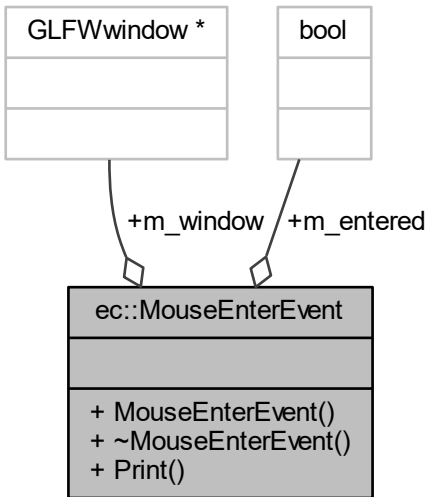 GLFWwindow *
bool
+m_window
+m_entered
ec::MouseEnterEvent
+ MouseEnterEvent()
+ ~MouseEnterEvent()
+ Print()